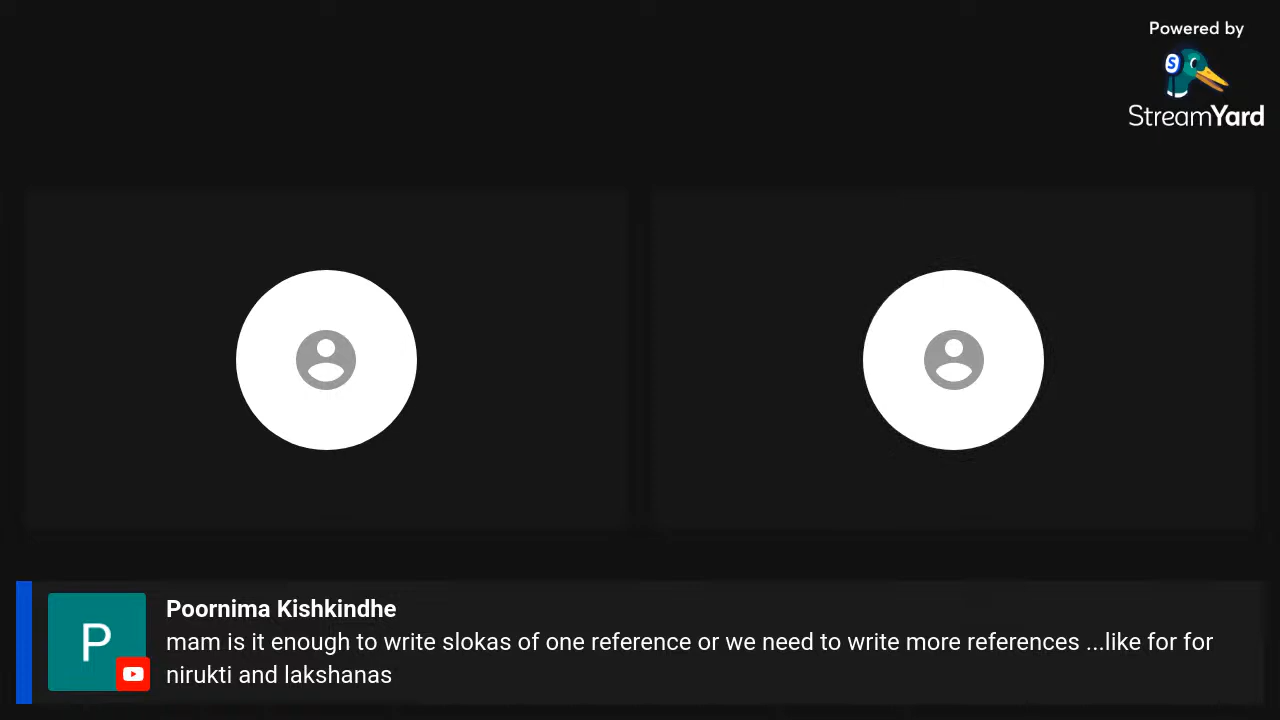 Powered by
S
StreamYard
P
Poornima Kishkindhe
mam is it enough to write slokas of one reference or we need to write more references ...like for for
nirukti and lakshanas